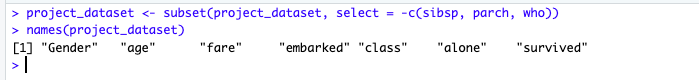 > project_dataset <- subset(project_dataset, select = -c(sibsp, parch, who))
> names(project_dataset)
[1] "Gender"   "age"      "fare"     "embarked" "class"    "alone"    "survived"
>